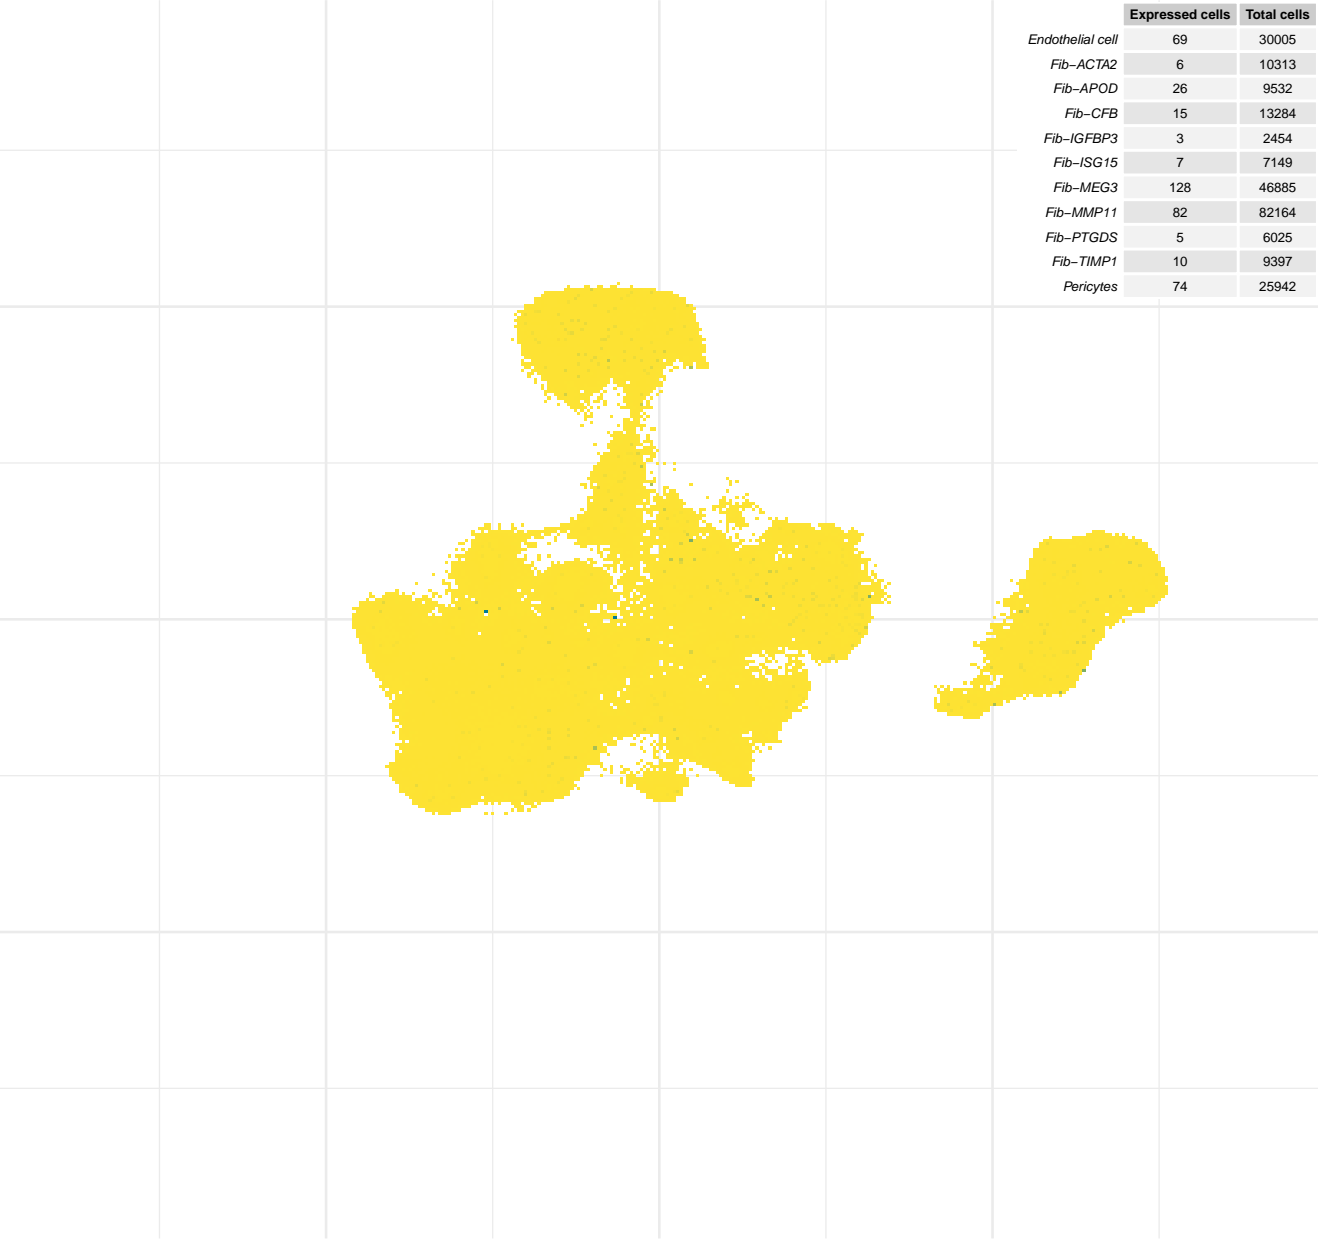 Expressed cells Total cells
Endothelial cell 69 30005
Fib−ACTA2 6 10313
Fib−APOD 26 9532
Fib−CFB 15 13284
Fib−IGFBP3 3 2454
Fib−ISG15 7 7149
Fib−MEG3 128 46885
Fib−MMP11 82 82164
Fib−PTGDS 5 6025
Fib−TIMP1 10 9397
Pericytes 74 25942